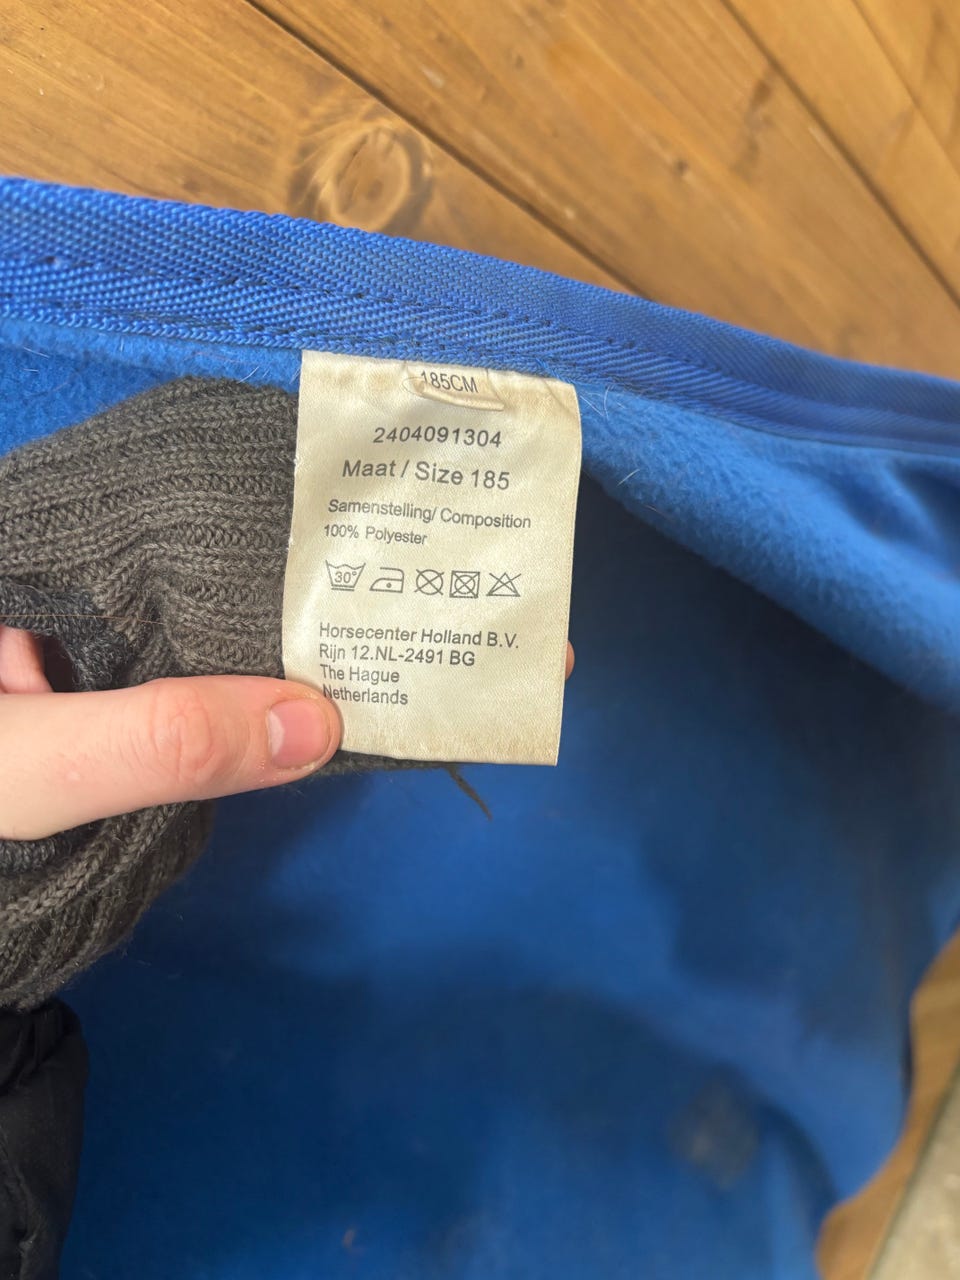 185CM
2404091304
Maat / Size 185
Samenstelling/ Composition
100% Polyester
30°
Horsecenter Holland B.V.
Rijn 12.NL-2491 BG
The Hague
Netherlands